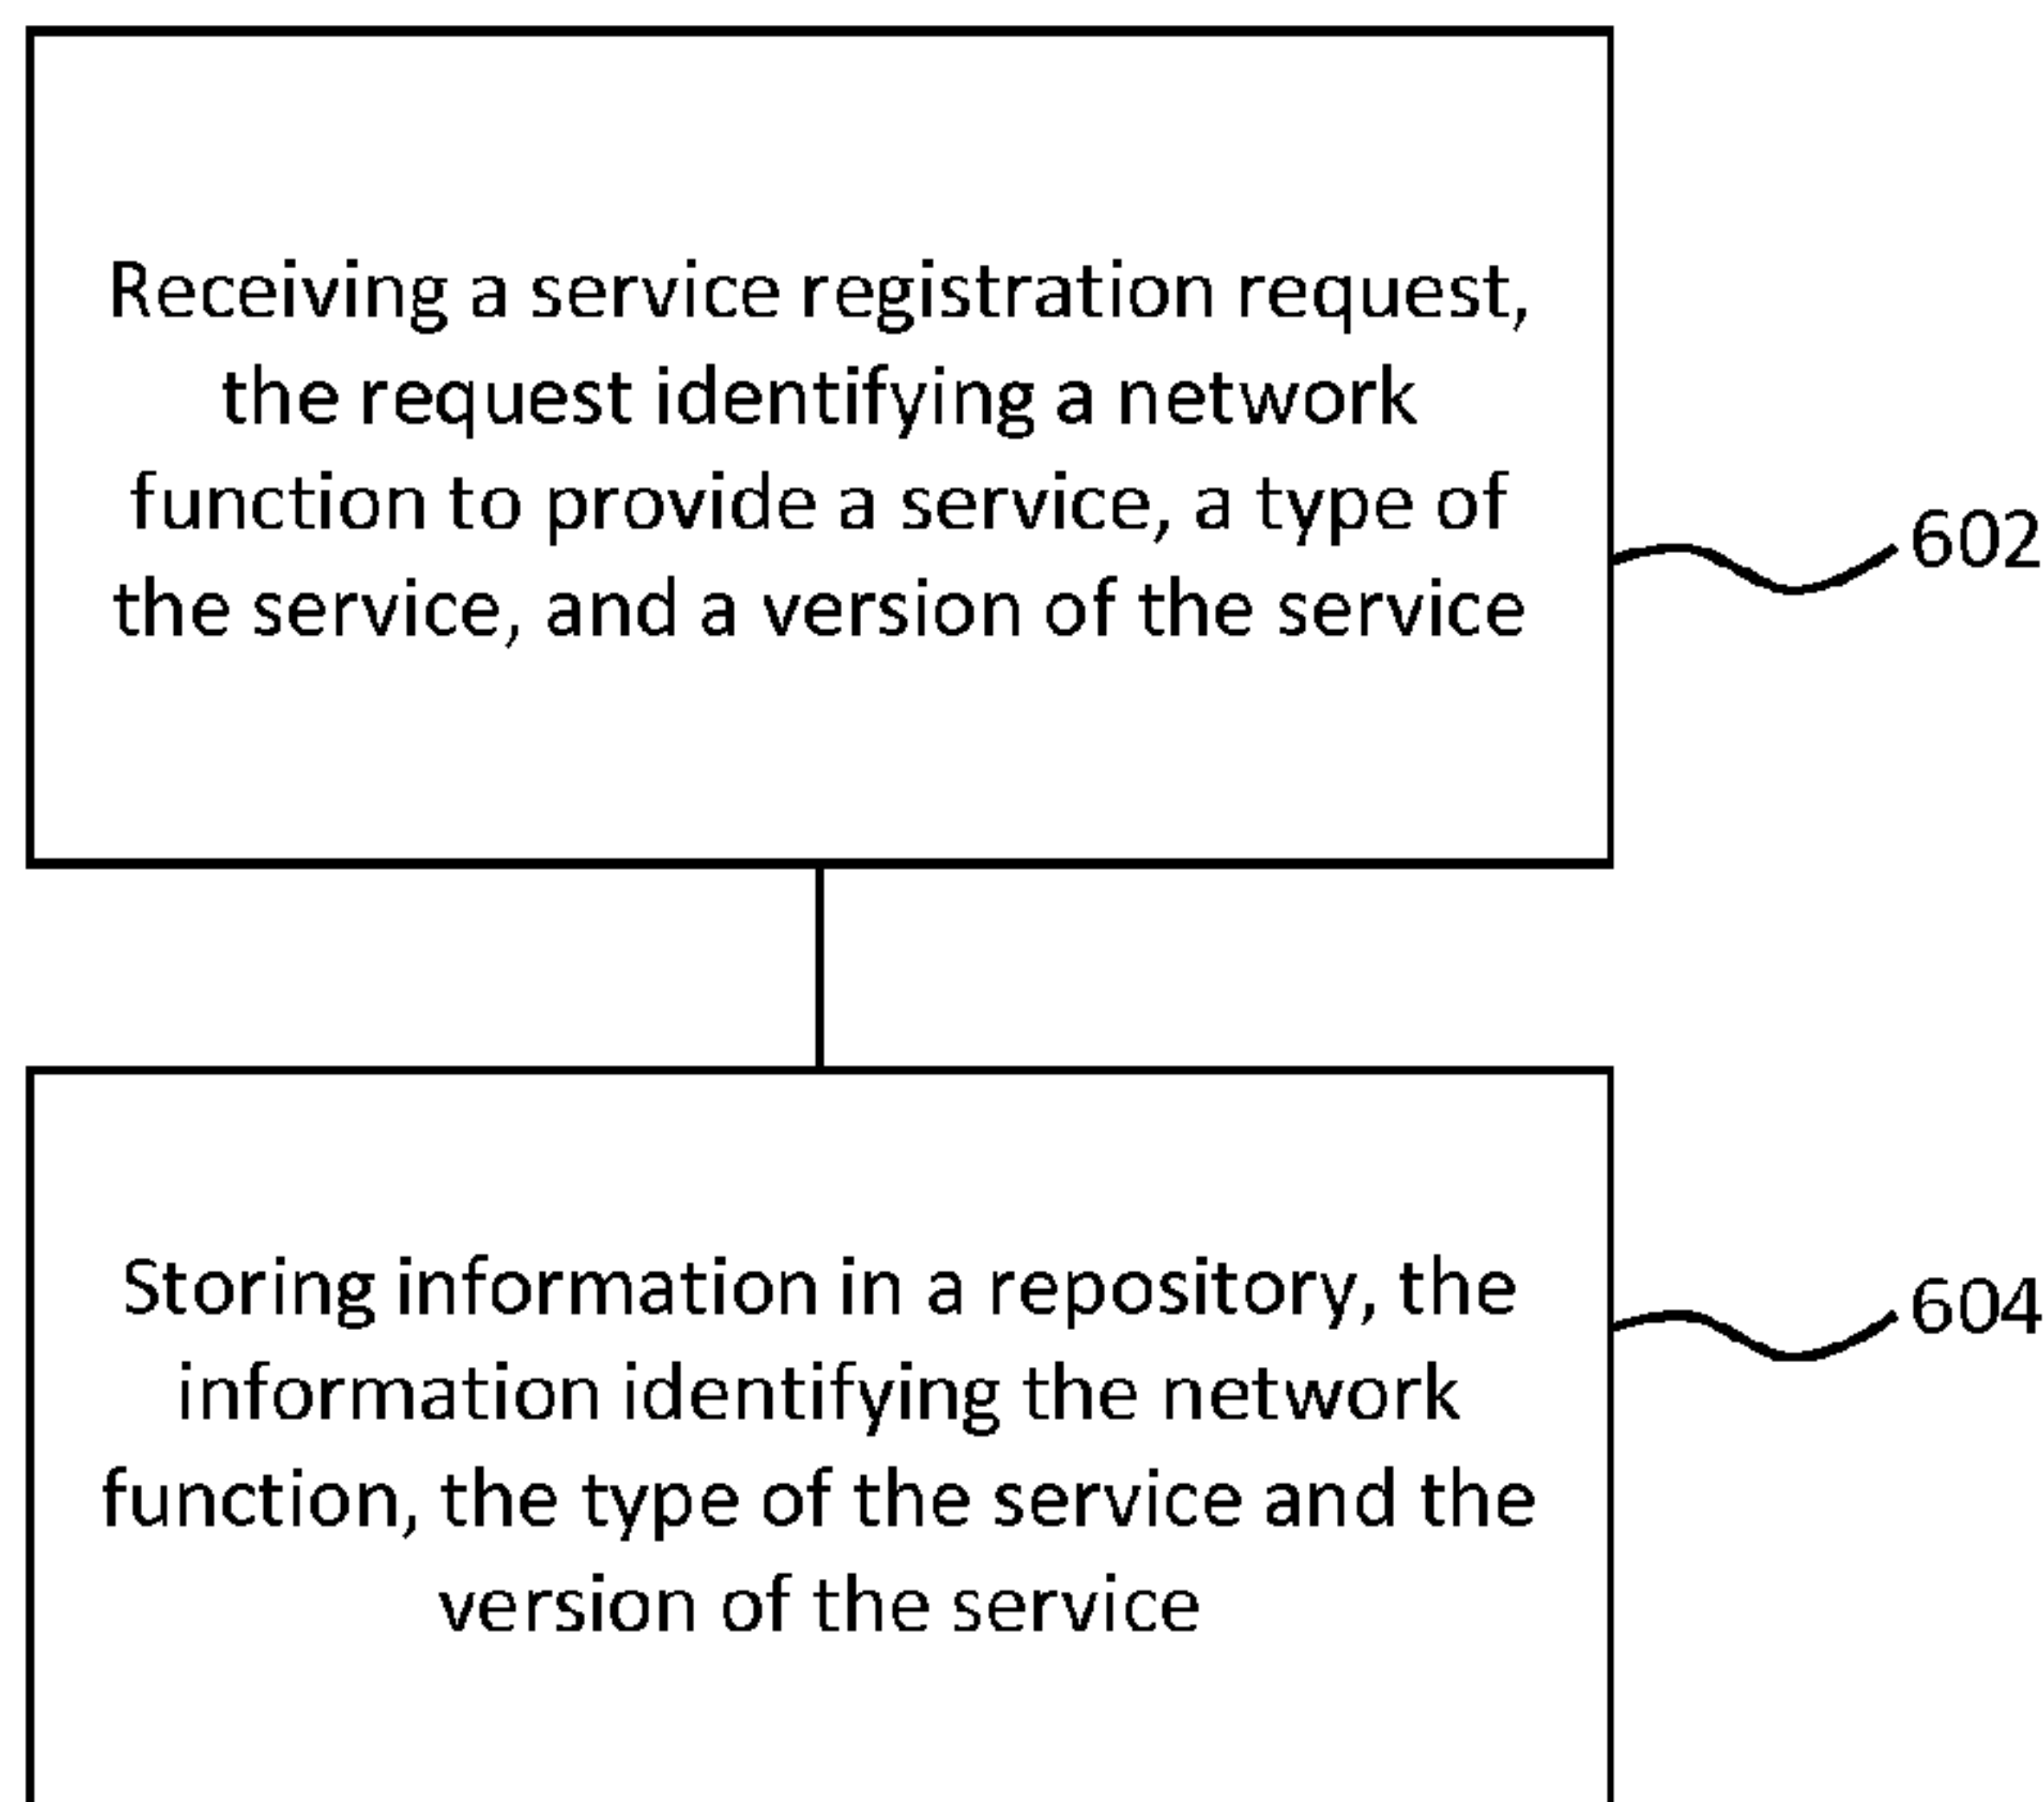 Receiving a service registration request,
the request identifying a network
function to provide a service, a type of
the service, and a version of the service
602
Storing information in a repository, the
information identifying the network
function, the type of the service and the
version of the service
604